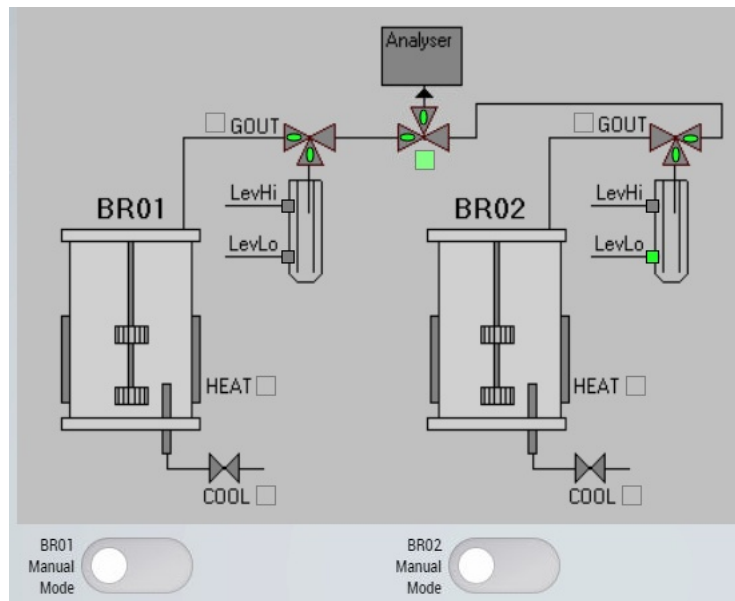 Analyser
GOUT
GOUT
LevHi
LevHi
BR01
BR02
LevLo
LevLo
HEAT
HEAT
COOL
COOL
BR01
Manual
Mode
BR02
Manual
Mode